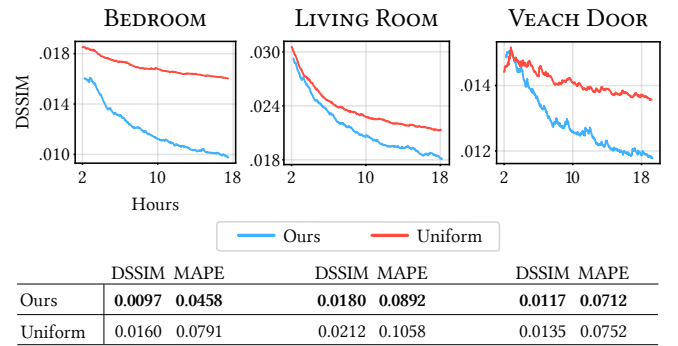 BEDROOM LIVING ROOM VEACH DOOR
DSSIM
.018
.014
.010
2 10 18
.030
.024
.018
2 10 18
.014
.012
2 10 18
Hours
Ours Uniform
DSSIM MAPE DSSIM MAPE DSSIM MAPE
Ours 0.0097 0.0458 0.0180 0.0892 0.0117 0.0712
Uniform 0.0160 0.0791 0.0212 0.1058 0.0135 0.0752